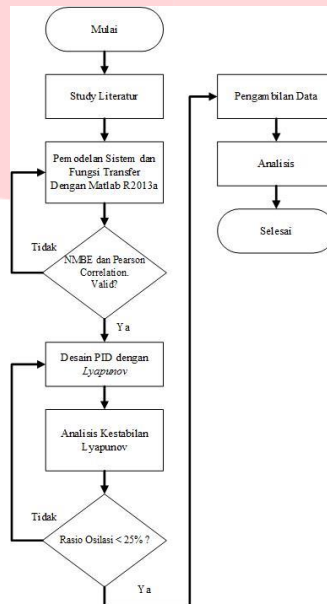 Mulai
Study Literatur
Pemodelan Sistem dan
Fungsi Transfer
Dengan Matlab R2013a
Tidak
NMBE dan Pearson
Correlation.
Valid?
Ya
Desain PID dengan
Lyapunov
Analisis Kestabilan
Lyapunov
Tidak
Rasio Osilasi < 25% ?
Ya
Pengambilan Data
Analisis
Selesai